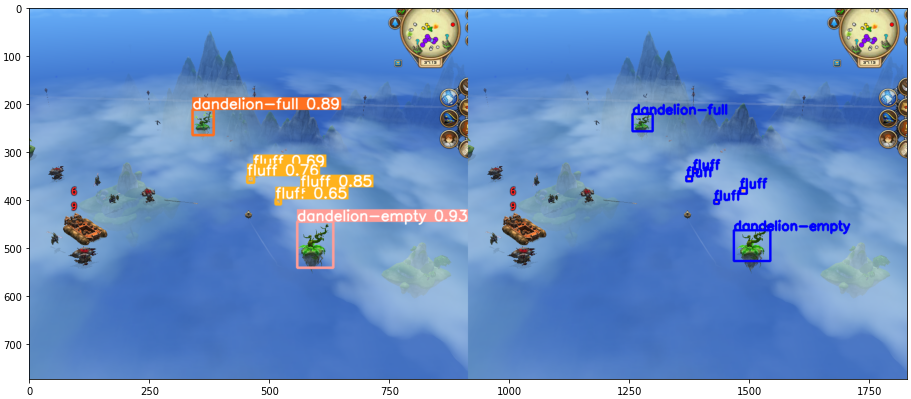 0
100
200
300
400
500
600
700
dandelion-full 0.89
fluff 0.69
fluff 0.76
fluff 0.85
fluff 0.65
dandelion-empty 0.93
dandelion-full
fluff
fluff
fluff
fluff
dandelion-empty
0 250 500 750 1000 1250 1500 1750